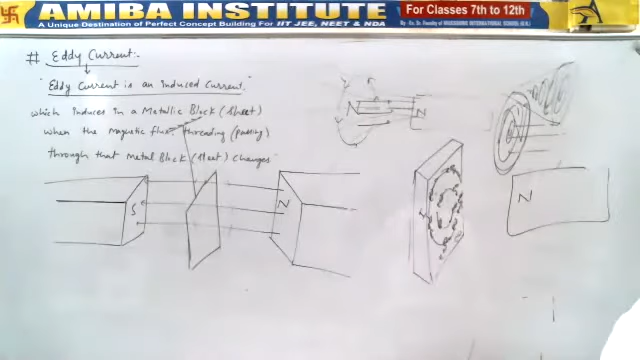 AMIBA INSTITUTE
For Classes 7th to 12th
A Unique Destination of Perfect Concept Building For IIT JEE, NEET & NDA
# Eddy Current:-
"Eddy Current is an induced current"
which induces in a Metallic Block (sheet)
when the Magnetic flux threading (passing)
through that Metal Block (sheet) changes
S
N
N
N
N